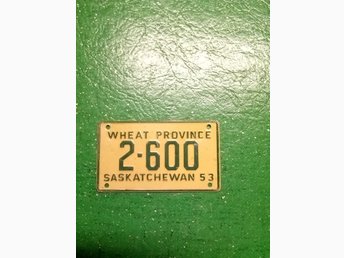 WHEAT PROVINCE
2-600
SASKATCHEWAN 53